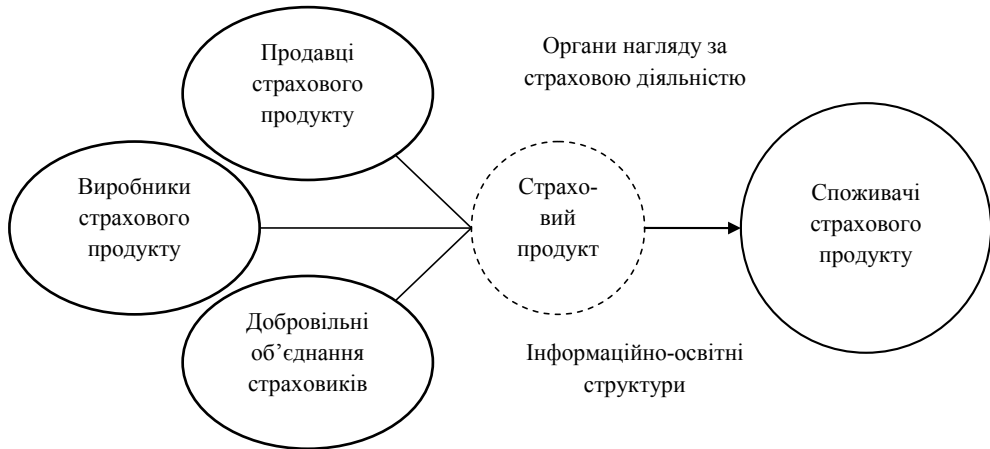 Продавці
страхового
продукту
Органи нагляду за
страховою діяльністю
Виробники
страхового
продукту
Страхо-
вий
продукт
Споживачі
страхового
продукту
Добровільні
об’єднання
страховиків
Інформаційно-освітні
структури